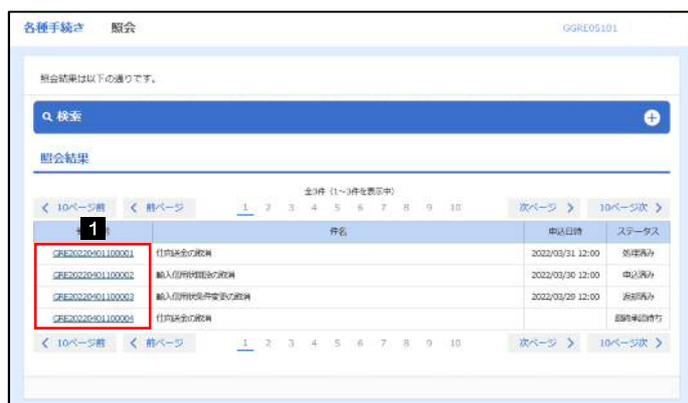 各種手続き 照会 GGRE05101
照会結果は以下の通りです。
検索
照会結果
全3件（1～3件を表示中）
10ページ前 前ページ 1 2 3 4 5 6 7 8 9 10 次ページ 10ページ次
1 件名 申込日時 ステータス
GRE20220401100001 仕向送金の取消 2022/03/31 12:00 処理済み
GRE20220401100002 輸入信用状開設の取消 2022/03/30 12:00 申込済み
GRE20220401100003 輸入信用状条件変更の取消 2022/03/29 12:00 返却済み
GRE20220401100004 仕向送金の取消 最終承認待ち
10ページ前 前ページ 1 2 3 4 5 6 7 8 9 10 次ページ 10ページ次